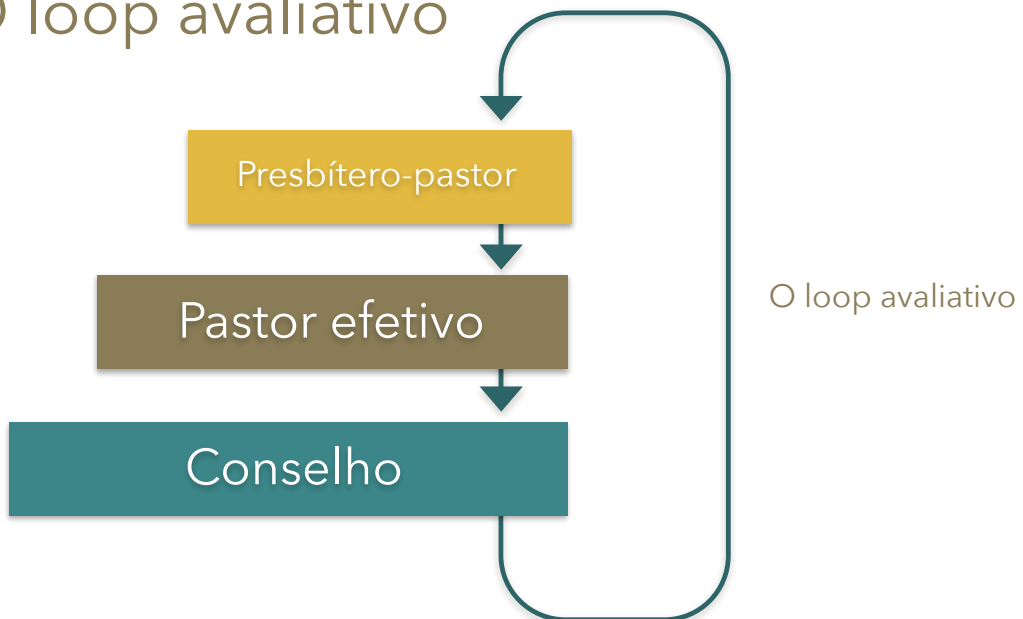 O loop avaliativo
Presbítero-pastor
Pastor efetivo
O loop avaliativo
Conselho